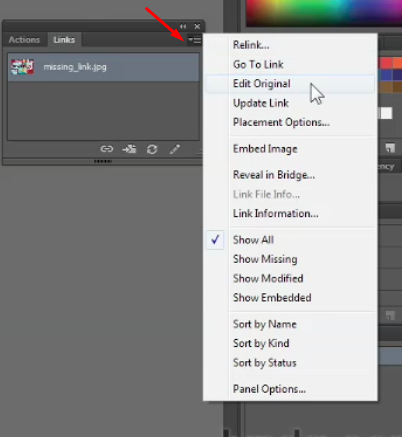 Actions Links
missing_link.jpg
Relink...
Go To Link
Edit Original
Update Link
Placement Options...
Embed Image
Reveal in Bridge...
Link File Info...
Link Information...
Show All
Show Missing
Show Modified
Show Embedded
Sort by Name
Sort by Kind
Sort by Status
Panel Options...